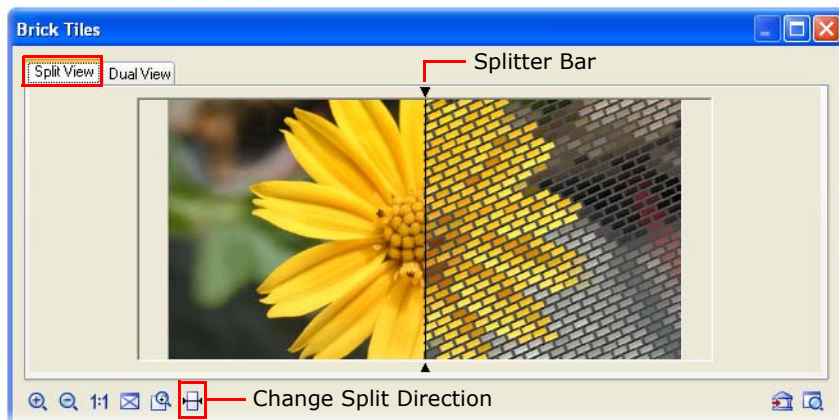 Brick Tiles
Split View Dual View
Splitter Bar
1:1
Change Split Direction